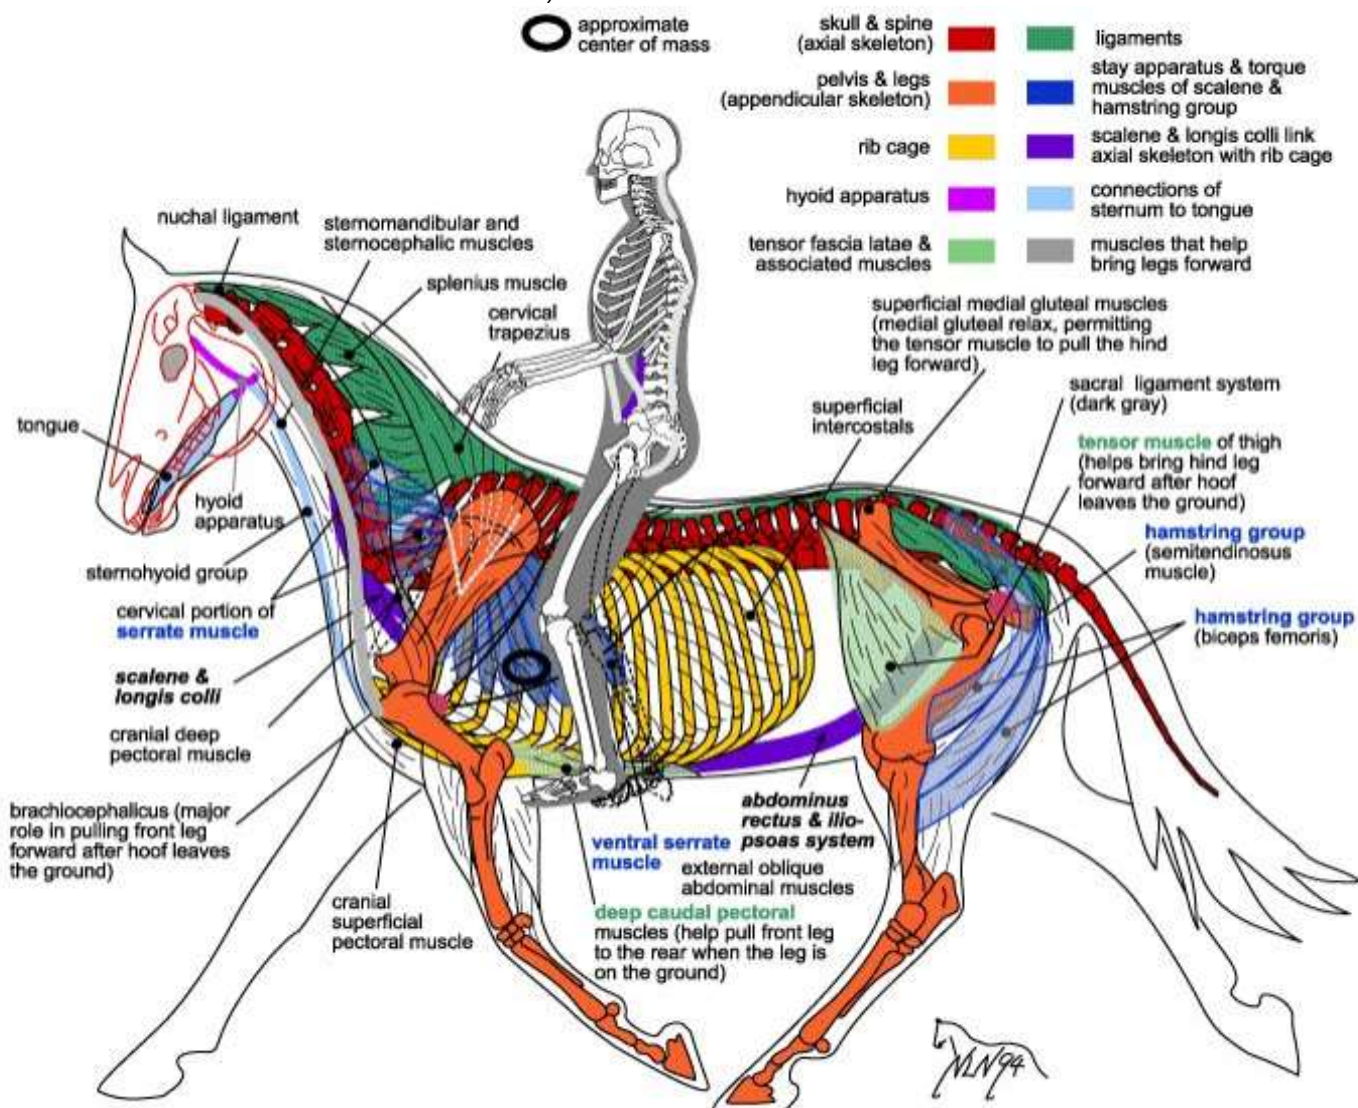 approximate
center of mass
skull & spine
(axial skeleton)
pelvis & legs
(appendicular skeleton)
rib cage
hyoid apparatus
tensor fascia latae &
associated muscles
ligaments
stay apparatus & torque
muscles of scalene &
hamstring group
scalene & longis colli link
axial skeleton with rib cage
connections of
sternum to tongue
muscles that help
bring legs forward
nuchal ligament
sternomandibular and
sternocephalic muscles
splenius muscle
cervical
trapezius
superficial medial gluteal muscles
(medial gluteal relax, permitting
the tensor muscle to pull the hind
leg forward)
superficial
intercostals
sacral ligament system
(dark gray)
tensor muscle of thigh
(helps bring hind leg
forward after hoof
leaves the ground)
hamstring group
(semitendinosus
muscle)
hamstring group
(biceps femoris)
tongue
hyoid
apparatus
sternohyoid group
cervical portion of
serrate muscle
scalene &
longis colli
cranial deep
pectoral muscle
brachiocephalicus (major
role in pulling front leg
forward after hoof leaves
the ground)
cranial
superficial
pectoral muscle
ventral serrate
muscle
abdominus
rectus & ilio-
psoas system
external oblique
abdominal muscles
deep caudal pectoral
muscles (help pull front leg
to the rear when the leg is
on the ground)
NLN94